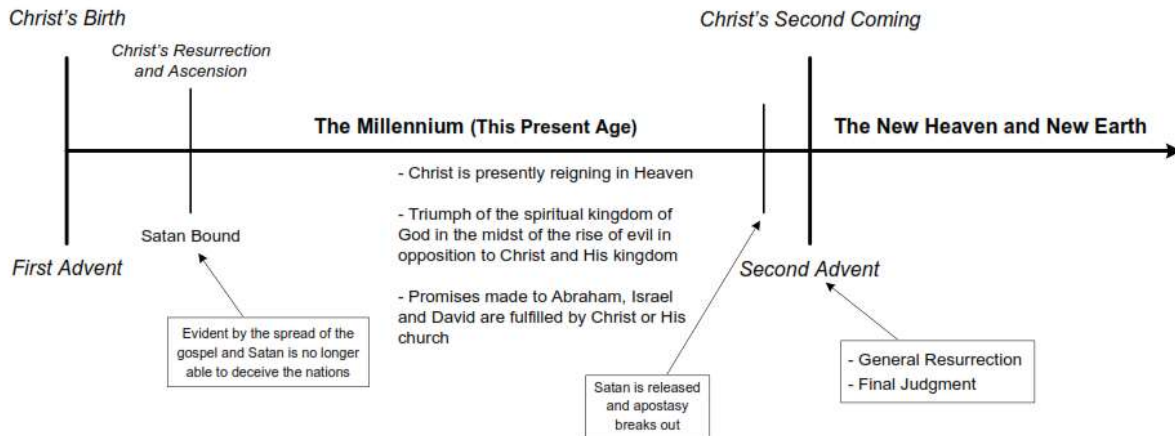 Christ's Birth
Christ's Second Coming
Christ's Resurrection
and Ascension
The Millennium (This Present Age)
The New Heaven and New Earth
- Christ is presently reigning in Heaven
- Triumph of the spiritual kingdom of
God in the midst of the rise of evil in
opposition to Christ and His kingdom
- Promises made to Abraham, Israel
and David are fulfilled by Christ or His
church
Satan Bound
First Advent
Second Advent
Evident by the spread of the
gospel and Satan is no longer
able to deceive the nations
Satan is released
and apostasy
breaks out
- General Resurrection
- Final Judgment